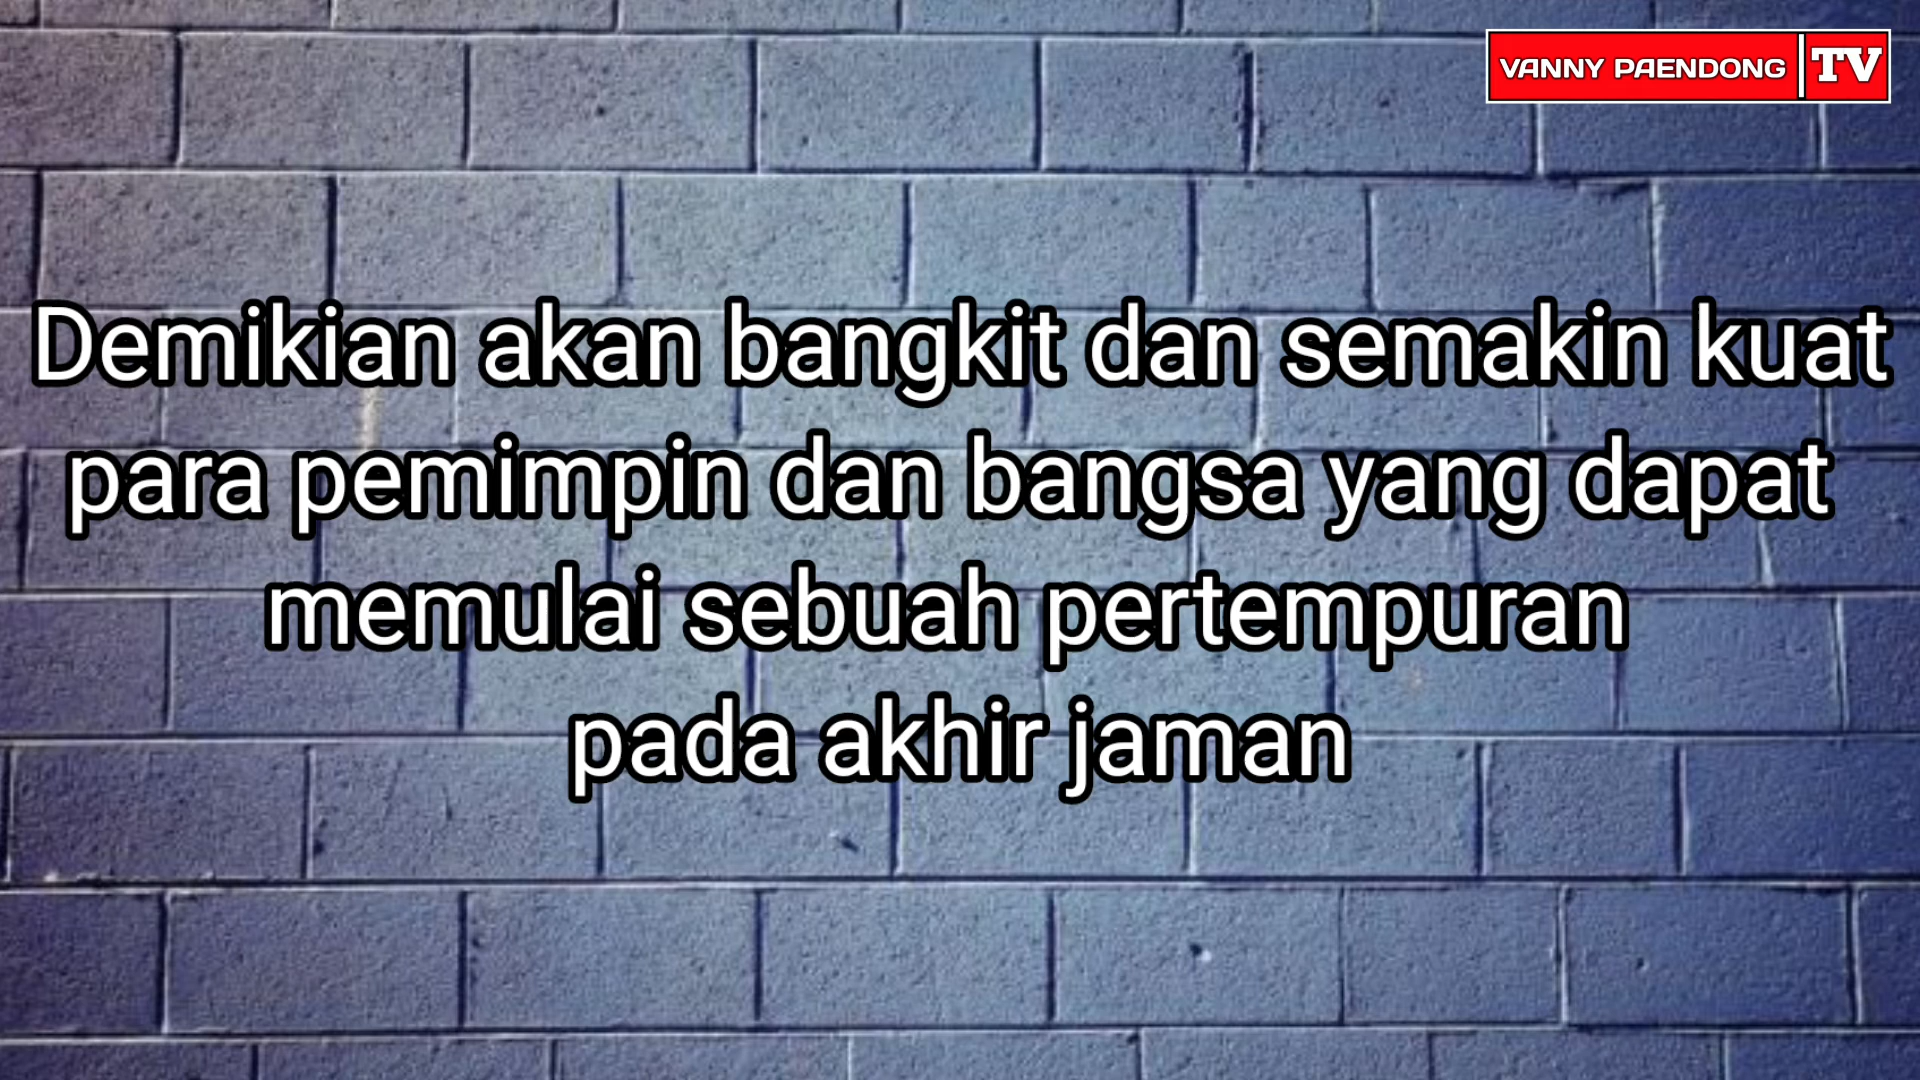 VANNY PAENDONG TV
Demikian akan bangkit dan semakin kuat
para pemimpin dan bangsa yang dapat
memulai sebuah pertempuran
pada akhir jaman